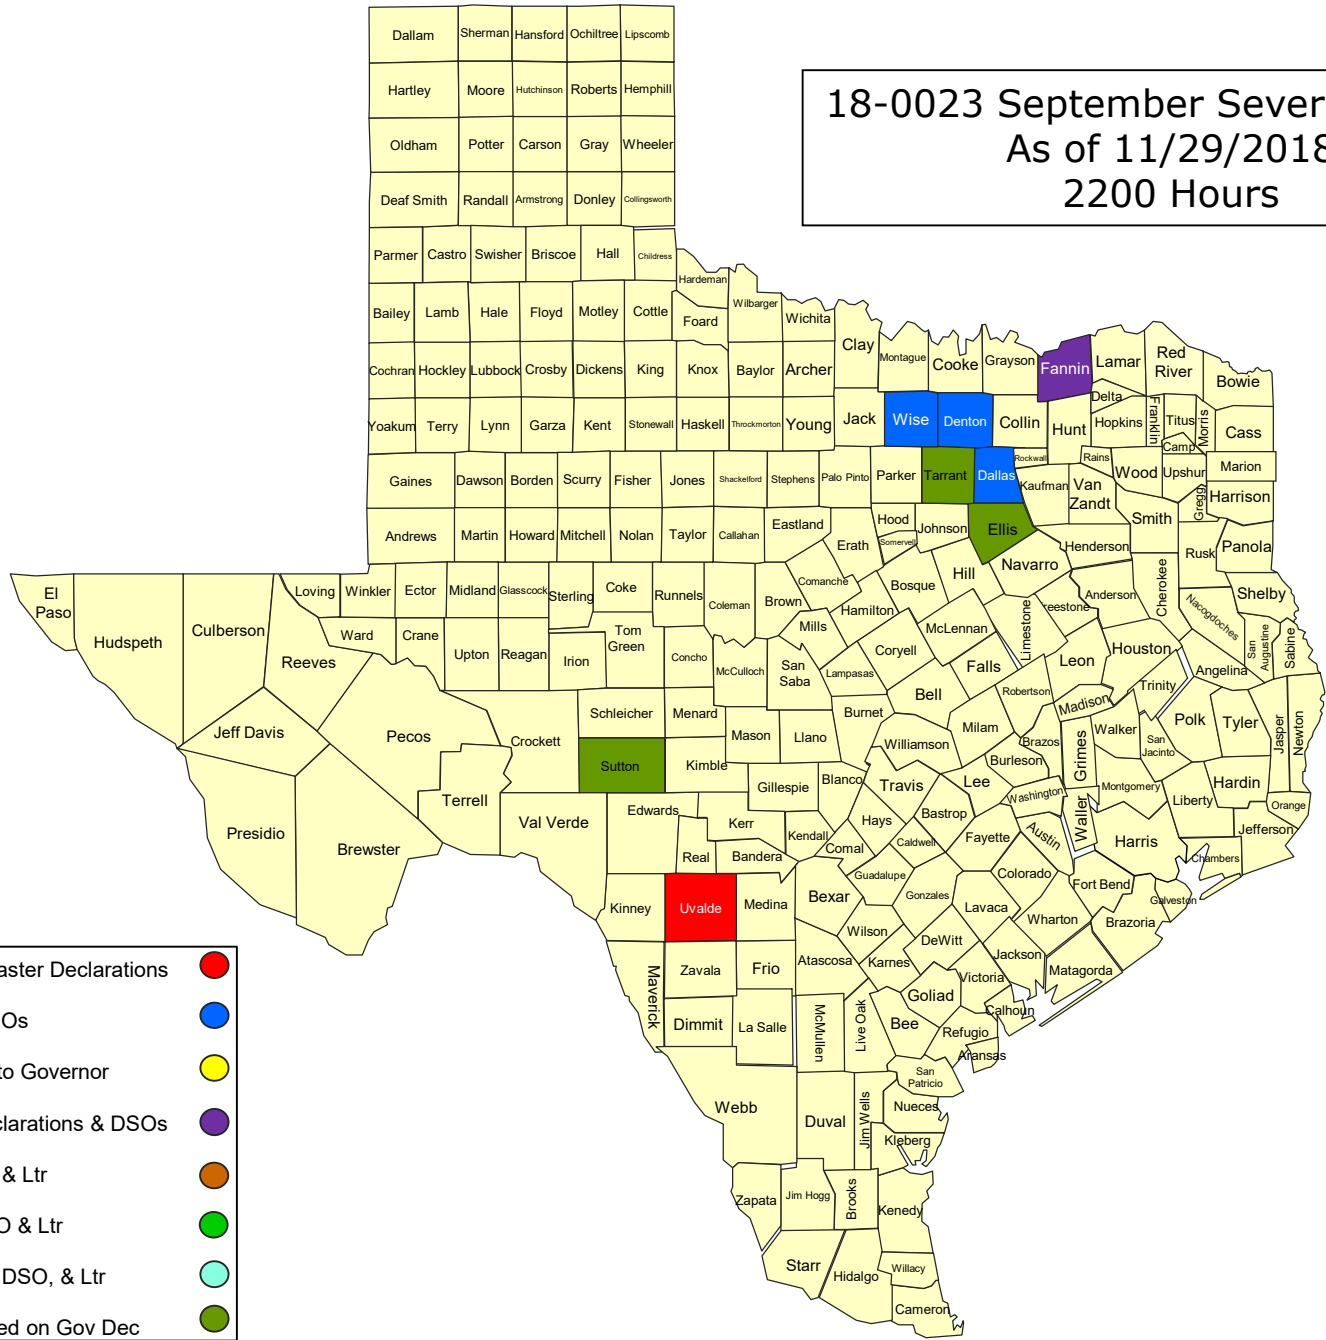 18-0023 September Sever
As of 11/29/2018
2200 Hours
Dallam Sherman Hansford Ochiltree Lipscomb
Hartley Moore Hutchinson Roberts Hemphill
Oldham Potter Carson Gray Wheeler
Deaf Smith Randall Armstrong Donley Collingsworth
Parmer Castro Swisher Briscoe Hall Childress
Hardeman
Bailey Lamb Hale Floyd Motley Cottle Foard Wilbarger Wichita
Clay Montague Cooke Grayson Fannin Lamar Red
River Bowie
Cochran Hockley Lubbock Crosby Dickens King Knox Baylor Archer
Delta
Yoakum Terry Lynn Garza Kent Stonewall Haskell Throckmorton Young Jack Wise Denton Collin Hunt Hopkins Franklin Titus Morris Cass
Camp
Rockwall Rains
Gaines Dawson Borden Scurry Fisher Jones Shackelford Stephens Palo Pinto Parker Tarrant Dallas Kaufman Van
Zandt Wood Upshur Marion
Gregg Harrison
Andrews Martin Howard Mitchell Nolan Taylor Callahan Eastland Erath Hood Somervell Johnson Ellis Smith
Henderson Rusk Panola
El
Paso Hudspeth Culberson Loving Winkler Ector Midland Glasscock Sterling Coke Runnels Coleman Brown Comanche Bosque Hill Navarro Anderson Cherokee Shelby
Nacogdoches
Hamilton Limestone reestone
Ward Crane Upton Reagan Irion Tom
Green Concho McCulloch San
Saba Mills Lampasas Coryell McLennan Falls Leon Houston San
Augustine Sabine
Reeves Angelina
Trinity
Jeff Davis Pecos Crockett Schleicher Menard Mason Llano Burnet Bell Milam Robertson Madison Walker San
Jacinto Polk Tyler Jasper Newton
Williamson Brazos Grimes
Sutton Kimble Gillespie Blanco Travis Lee Burleson Washington Montgomery Liberty Hardin Orange
Terrell Val Verde Edwards Kerr Kendall Hays Bastrop Waller Harris Jefferson
Presidio Brewster Real Bandera Comal Caldwell Fayette Austin Chambers
Guadalupe Gonzales Colorado Fort Bend Galveston
Kinney Uvalde Medina Bexar Wilson Lavaca Wharton Brazoria
DeWitt
Maverick Zavala Frio Atascosa Karnes Jackson Matagorda
Victoria
Goliad
Dimmit La Salle McMullen Live Oak Bee Refugio Calhoun
Aransas
San
Patricio
Webb Duval Jim Wells Nueces
Kleberg
Zapata Jim Hogg Brooks Kenedy
Starr Hidalgo Willacy
Cameron
aster Declarations
Os
to Governor
clarations & DSOs
& Ltr
O & Ltr
DSO, & Ltr
ed on Gov Dec